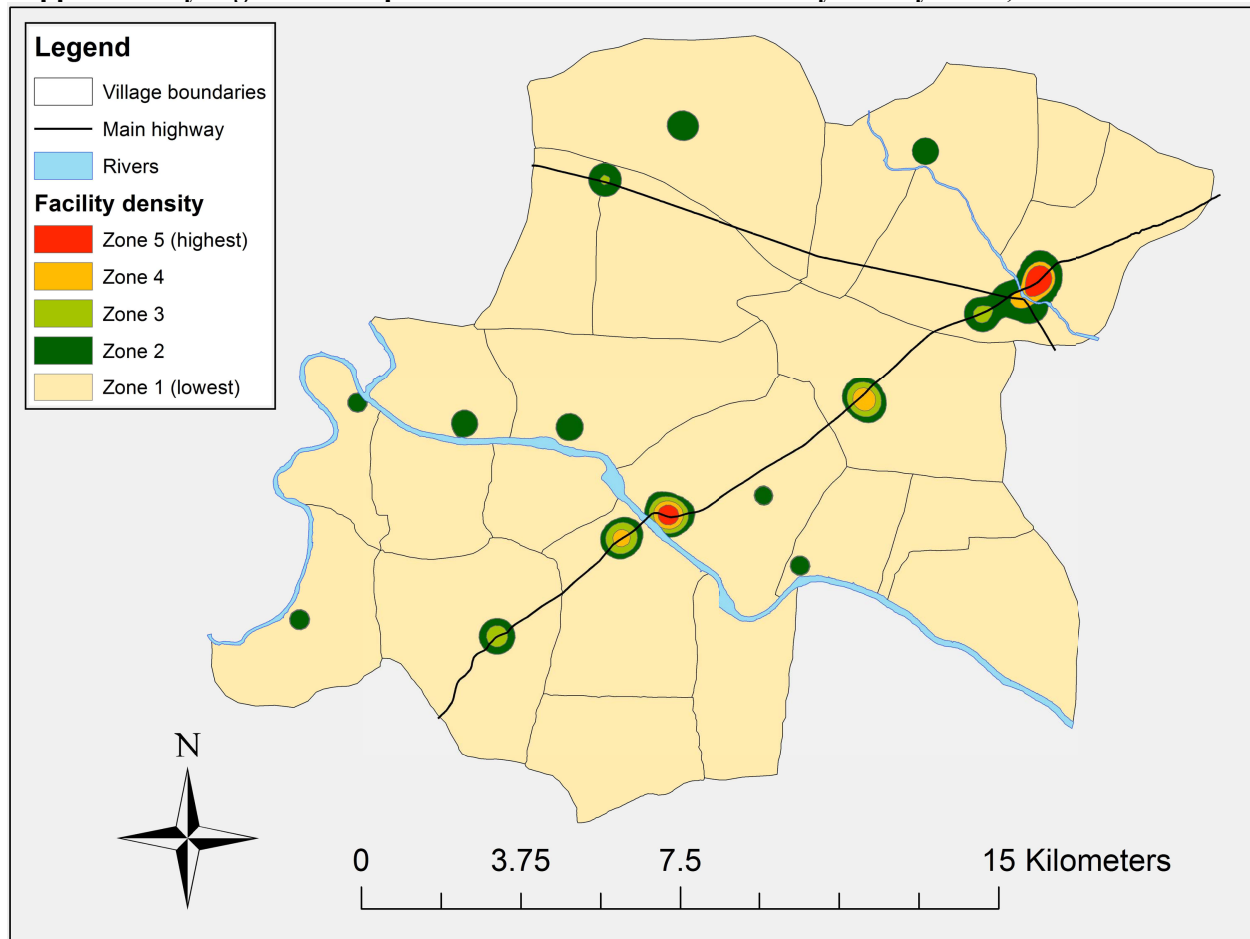 Legend
Village boundaries
Main highway
Rivers
Facility density
Zone 5 (highest)
Zone 4
Zone 3
Zone 2
Zone 1 (lowest)
N
0 3.75 7.5 15 Kilometers